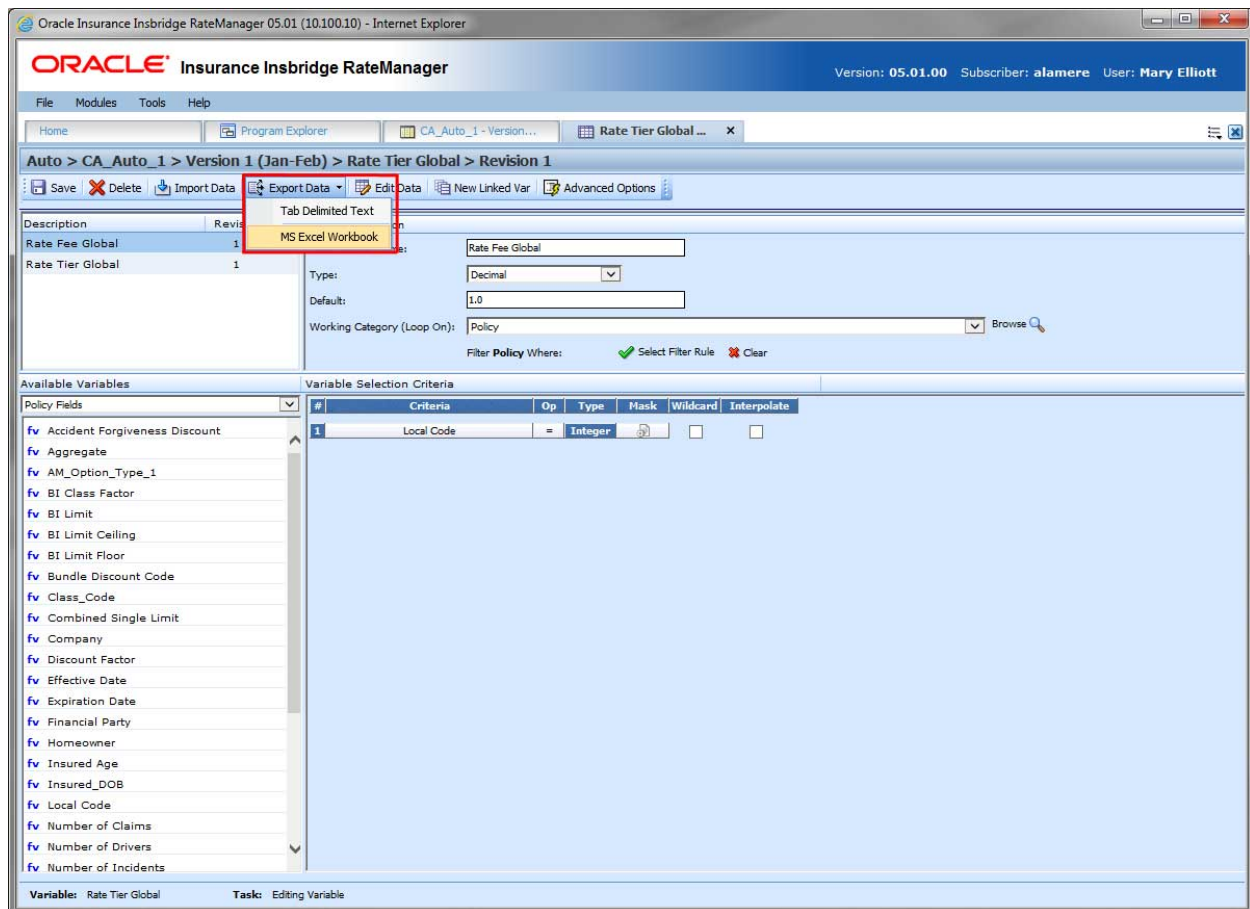 Oracle Insurance Insbridge RateManager 05.01 (10.100.10) - Internet Explorer
ORACLE® Insurance Insbridge RateManager
Version: 05.01.00 Subscriber: alamere User: Mary Elliott
File Modules Tools Help
Home Program Explorer CA_Auto_1 - Version... Rate Tier Global ... x
Auto > CA_Auto_1 > Version 1 (Jan-Feb) > Rate Tier Global > Revision 1
Save Delete Import Data Export Data Edit Data New Linked Var Advanced Options
Tab Delimited Text
MS Excel Workbook
Description Revis
Rate Fee Global 1
Rate Tier Global 1
Rate Fee Global
Type: Decimal
Default: 1.0
Working Category (Loop On): Policy Browse
Filter Policy Where: Select Filter Rule Clear
Available Variables
Policy Fields
fv Accident Forgiveness Discount
fv Aggregate
fv AM_Option_Type_1
fv BI Class Factor
fv BI Limit
fv BI Limit Ceiling
fv BI Limit Floor
fv Bundle Discount Code
fv Class_Code
fv Combined Single Limit
fv Company
fv Discount Factor
fv Effective Date
fv Expiration Date
fv Financial Party
fv Homeowner
fv Insured Age
fv Insured_DOB
fv Local Code
fv Number of Claims
fv Number of Drivers
fv Number of Incidents
Variable Selection Criteria
# Criteria Op Type Mask Wildcard Interpolate
1 Local Code = Integer
Variable: Rate Tier Global Task: Editing Variable